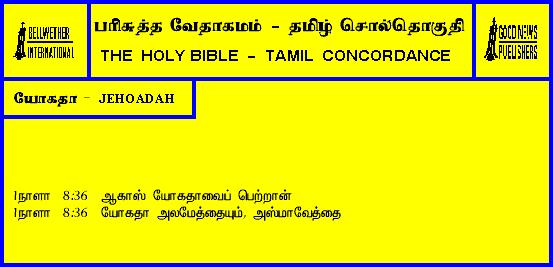 BELLWETHER
INTERNATIONAL
பரிசுத்த வேதாகமம் - தமிழ் சொல்தொகுதி
THE HOLY BIBLE - TAMIL CONCORDANCE
GOOD NEWS
PUBLISHERS
யோகதா - JEHOADAH
1நாளா 8:36 ஆகாஸ் யோகதாவைப் பெற்றான்
1நாளா 8:36 யோகதா அலமேத்தையும், அஸ்மாவேத்தை